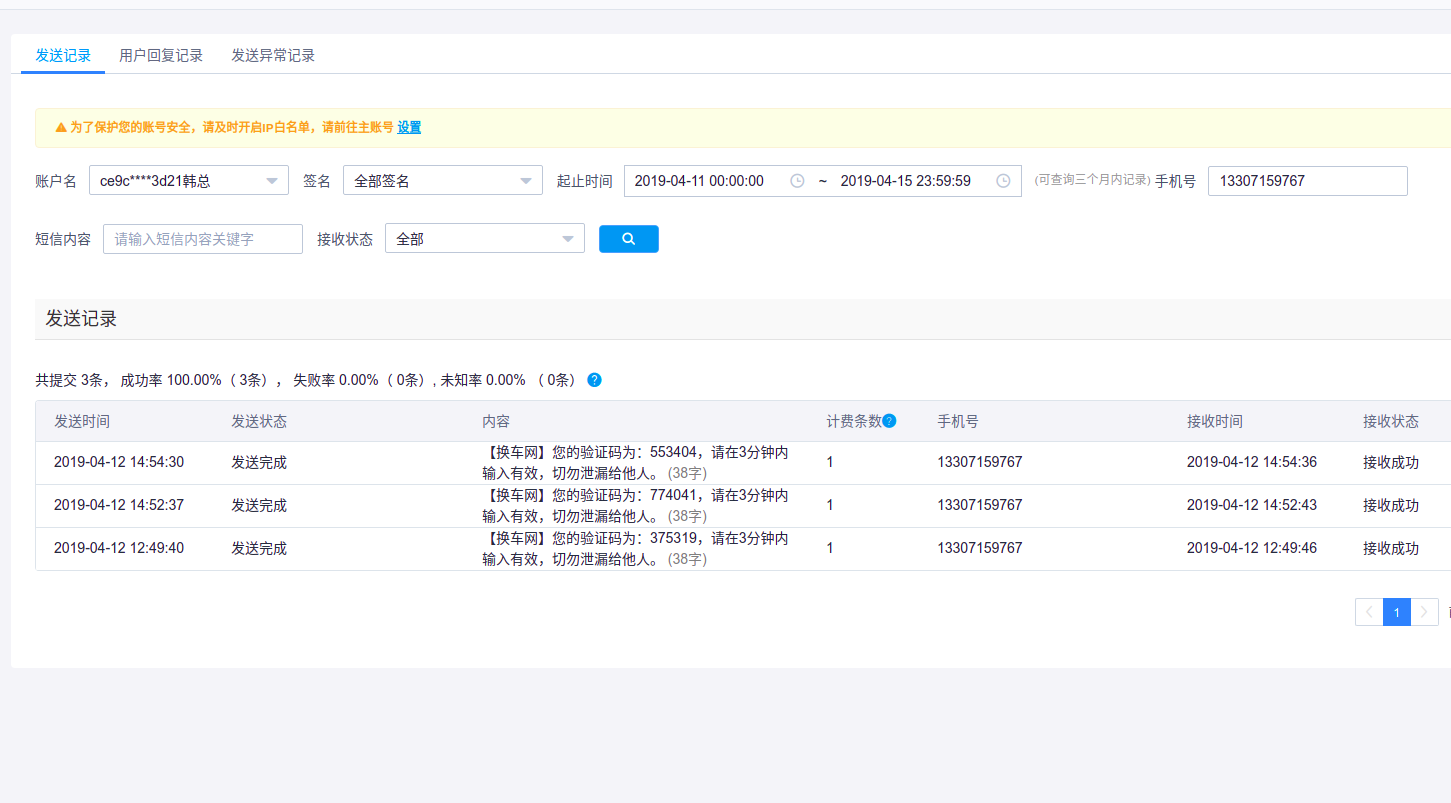 发送记录 用户回复记录 发送异常记录
为了保护您的账号安全，请及时开启IP白名单，请前往主账号 设置
账户名 ce9c****3d21韩总 签名 全部签名 起止时间 2019-04-11 00:00:00 ~ 2019-04-15 23:59:59 (可查询三个月内记录) 手机号 13307159767
短信内容 请输入短信内容关键字 接收状态 全部
发送记录
共提交 3条， 成功率 100.00%（ 3条）， 失败率 0.00%（ 0条）, 未知率 0.00% （ 0条） ?
发送时间 发送状态 内容 计费条数? 手机号 接收时间 接收状态
2019-04-12 14:54:30 发送完成 【换车网】您的验证码为：553404，请在3分钟内 1 13307159767 2019-04-12 14:54:36 接收成功
输入有效，切勿泄漏给他人。 (38字)
2019-04-12 14:52:37 发送完成 【换车网】您的验证码为：774041，请在3分钟内 1 13307159767 2019-04-12 14:52:43 接收成功
输入有效，切勿泄漏给他人。 (38字)
2019-04-12 12:49:40 发送完成 【换车网】您的验证码为：375319，请在3分钟内 1 13307159767 2019-04-12 12:49:46 接收成功
输入有效，切勿泄漏给他人。 (38字)
1